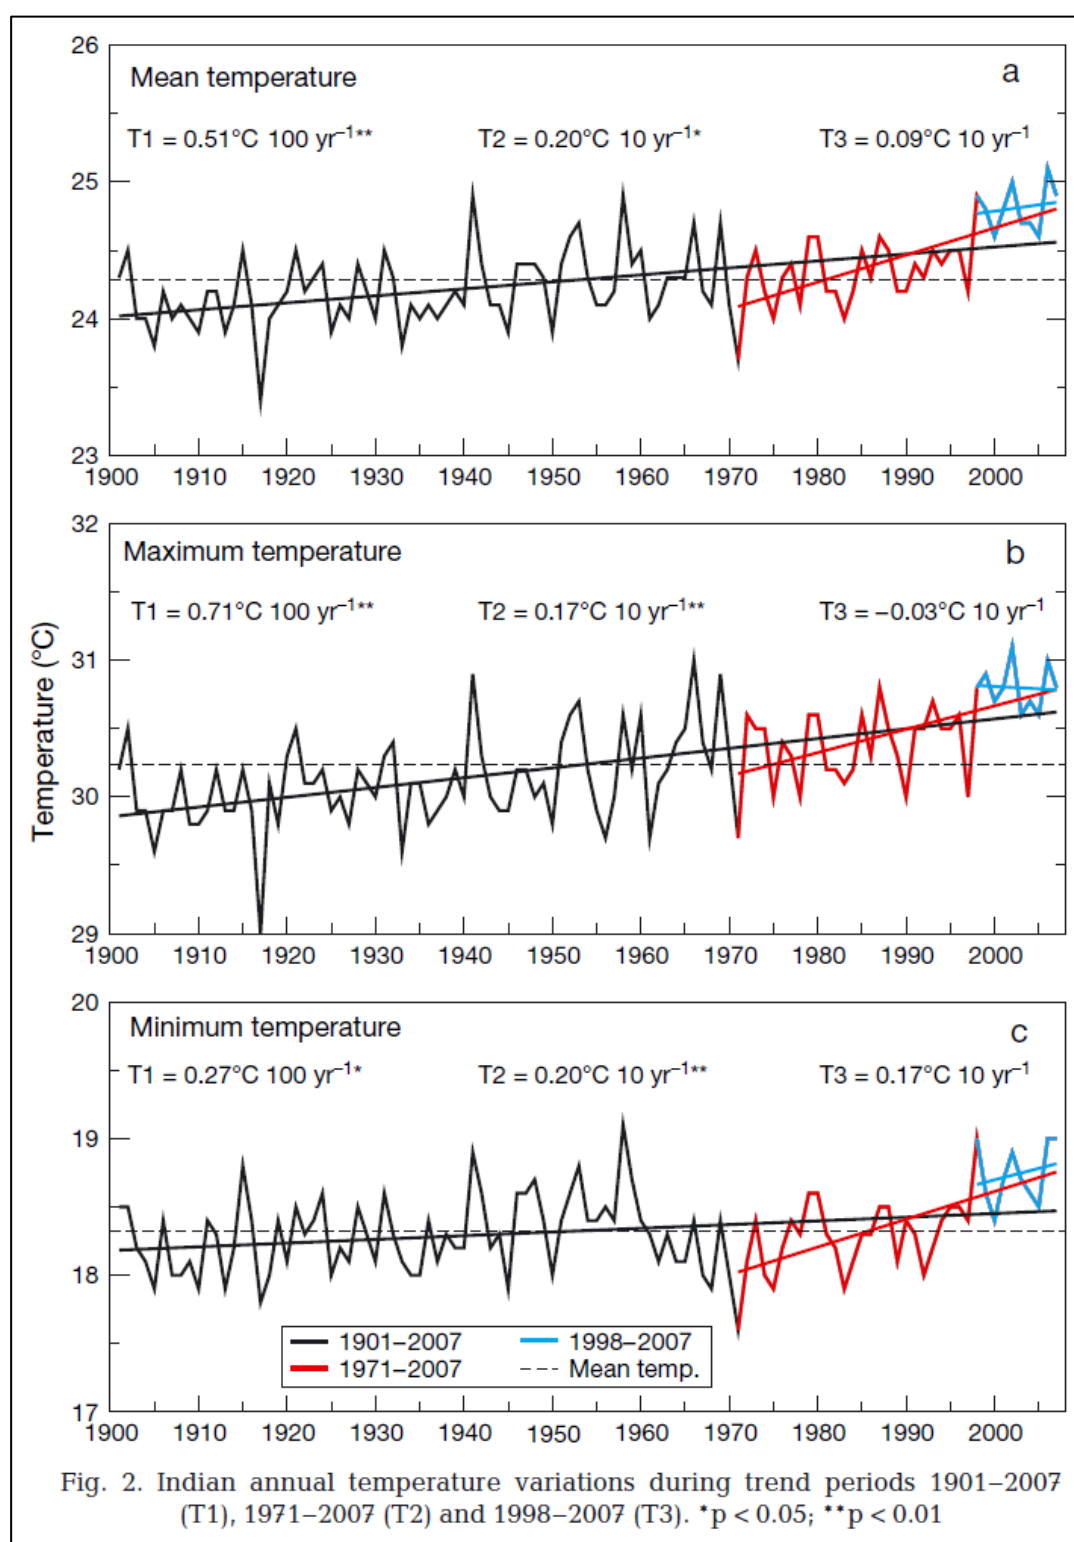 26
Mean temperature
a
T1 = 0.51°C 100 yr⁻¹** T2 = 0.20°C 10 yr⁻¹* T3 = 0.09°C 10 yr⁻¹
25
24
23
1900 1910 1920 1930 1940 1950 1960 1970 1980 1990 2000
32
Maximum temperature
b
T1 = 0.71°C 100 yr⁻¹** T2 = 0.17°C 10 yr⁻¹** T3 = −0.03°C 10 yr⁻¹
31
30
29
1900 1910 1920 1930 1940 1950 1960 1970 1980 1990 2000
Temperature (°C)
20
Minimum temperature
c
T1 = 0.27°C 100 yr⁻¹* T2 = 0.20°C 10 yr⁻¹** T3 = 0.17°C 10 yr⁻¹
19
18
1901–2007 1998–2007
1971–2007 Mean temp.
17
1900 1910 1920 1930 1940 1950 1960 1970 1980 1990 2000
Fig. 2. Indian annual temperature variations during trend periods 1901–2007
(T1), 1971–2007 (T2) and 1998–2007 (T3). *p < 0.05; **p < 0.01